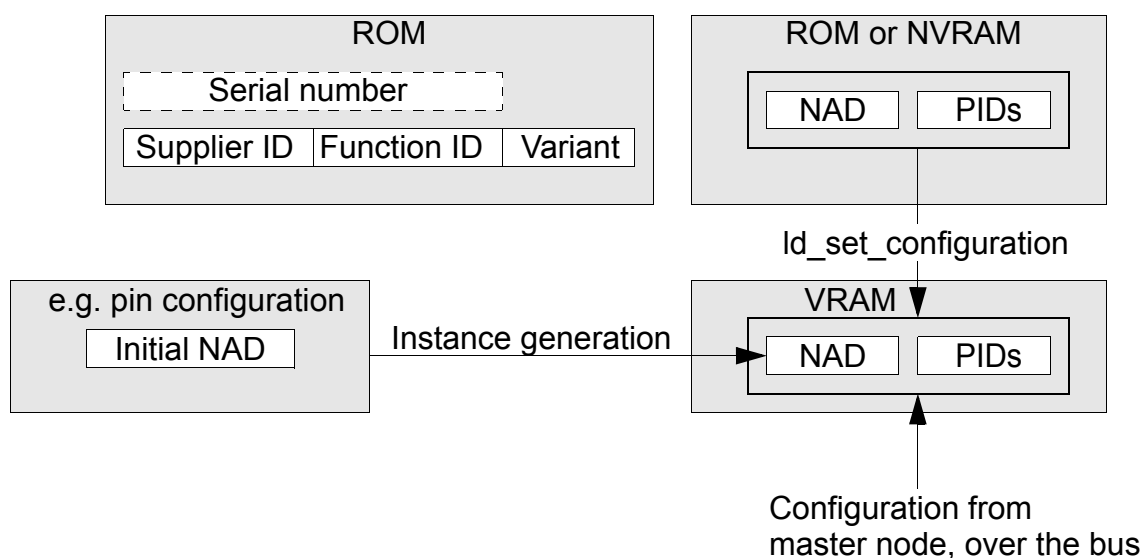 ROM
Serial number
Supplier ID
Function ID
Variant
ROM or NVRAM
NAD
PIDs
ld_set_configuration
e.g. pin configuration
Initial NAD
Instance generation
VRAM
NAD
PIDs
Configuration from
master node, over the bus